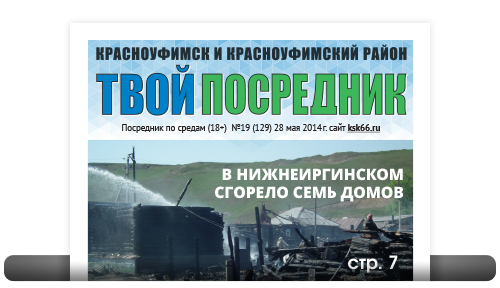 КРАСНОУФИМСК И КРАСНОУФИМСКИЙ РАЙОН
ТВОЙ ПОСРЕДНИК
Посредник по средам (18+) №19 (129) 28 мая 2014 г. сайт ksk66.ru
В НИЖНЕИРГИНСКОМ
СГОРЕЛО СЕМЬ ДОМОВ
стр. 7